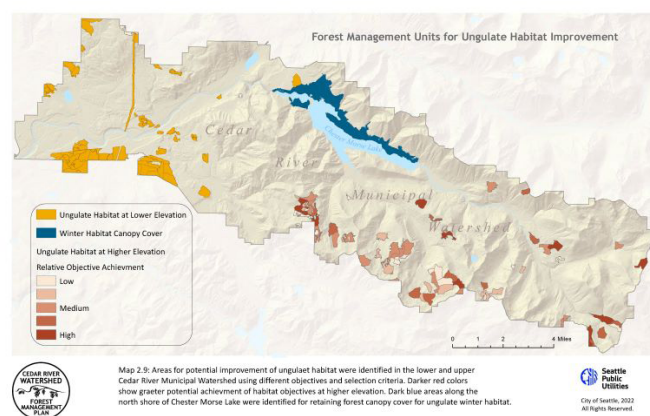 Forest Management Units for Ungulate Habitat Improvement
Cedar
Chester Morse Lake
River
Municipal
Watershed
Ungulate Habitat at Lower Elevation
Winter Habitat Canopy Cover
Ungulate Habitat at Higher Elevation
Relative Objective Achievment
Low
Medium
High
0 2 4 Miles
CEDAR RIVER
WATERSHED
FOREST
MANAGEMENT
PLAN
Map 2.9: Areas for potential improvement of ungulaet habitat were identified in the lower and upper
Cedar River Municipal Watershed using different objectives and selection criteria. Darker red colors
show graeter potential achievment of habitat objectives at higher elevation. Dark blue areas along the
north shore of Chester Morse Lake were identified for retaining forest canopy cover for ungulate winter habitat.
Seattle
Public
Utilities
City of Seattle, 2022
All Rights Reserved.